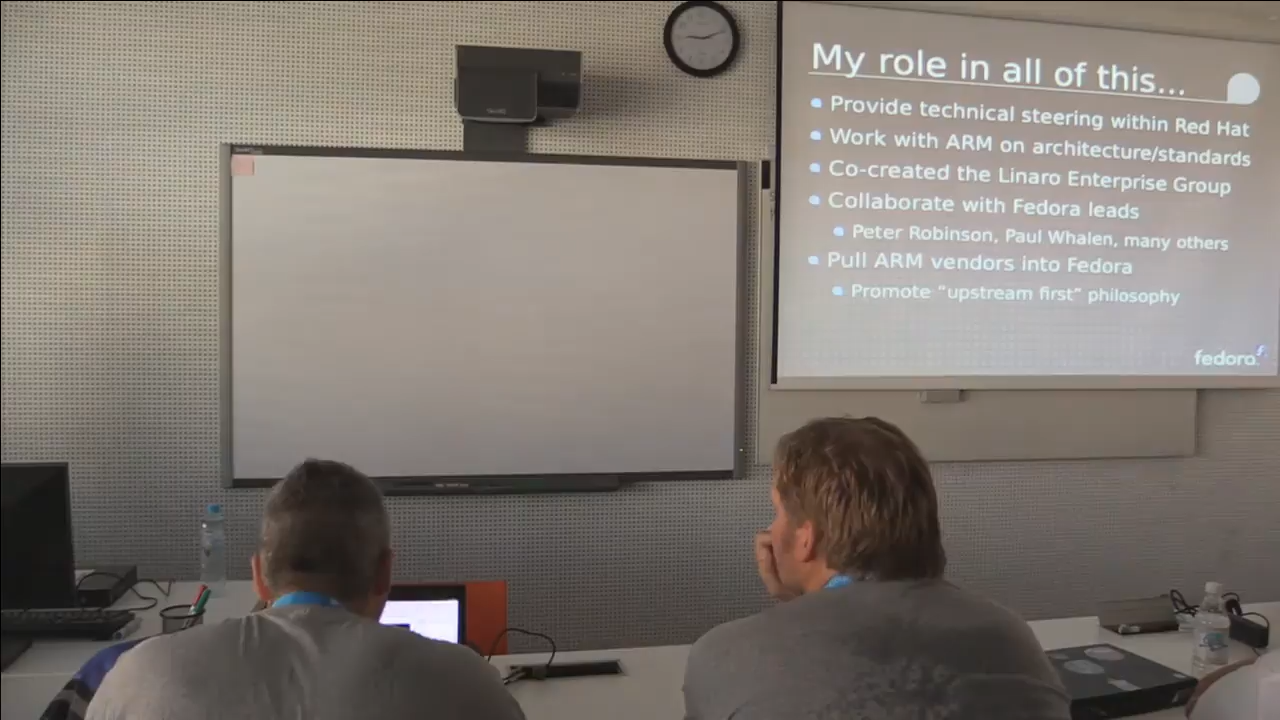 My role in all of this...
Provide technical steering within Red Hat
Work with ARM on architecture/standards
Co-created the Linaro Enterprise Group
Collaborate with Fedora leads
Peter Robinson, Paul Whalen, many others
Pull ARM vendors into Fedora
Promote “upstream first” philosophy
fedora